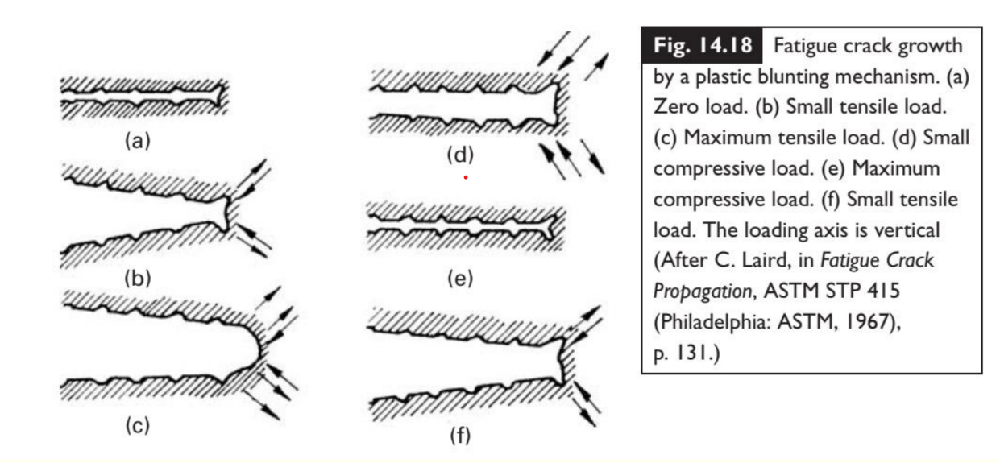 (a)
(b)
(c)
(d)
(e)
(f)
Fig. 14.18 Fatigue crack growth
by a plastic blunting mechanism. (a)
Zero load. (b) Small tensile load.
(c) Maximum tensile load. (d) Small
compressive load. (e) Maximum
compressive load. (f) Small tensile
load. The loading axis is vertical
(After C. Laird, in Fatigue Crack
Propagation, ASTM STP 415
(Philadelphia: ASTM, 1967),
p. 131.)